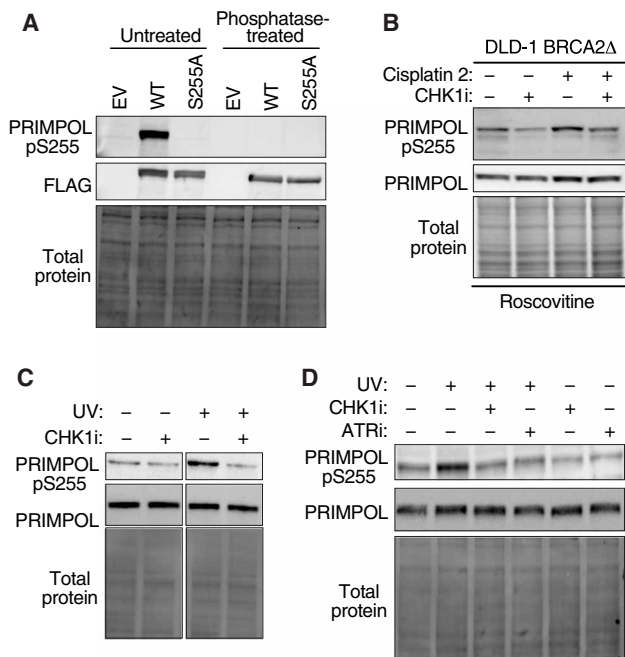 A
Untreated
Phosphatase-
treated
EV
WT
S255A
EV
WT
S255A
PRIMPOL
pS255
FLAG
Total
protein
B
DLD-1 BRCA2Δ
Cisplatin 2: – – + +
CHK1i: – + – +
PRIMPOL
pS255
PRIMPOL
Total
protein
Roscovitine
C
UV: – – + +
CHK1i: – + – +
PRIMPOL
pS255
PRIMPOL
Total
protein
D
UV: – + + + – –
CHK1i: – – + – + –
ATRi: – – – + – +
PRIMPOL
pS255
PRIMPOL
Total
protein